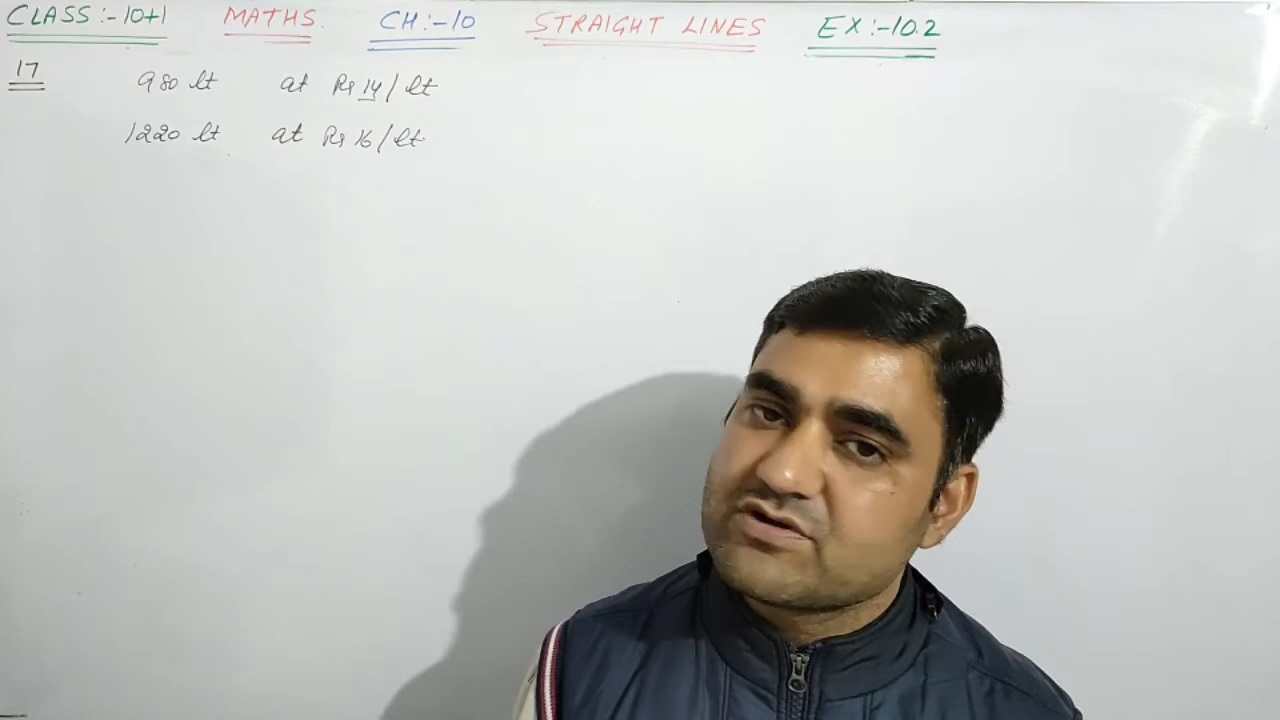 CLASS :- 10+1 MATHS. CH:-10 STRAIGHT LINES EX:-10.2
17 980 lt at Rs 14/lt
1220 lt at Rs 16/lt